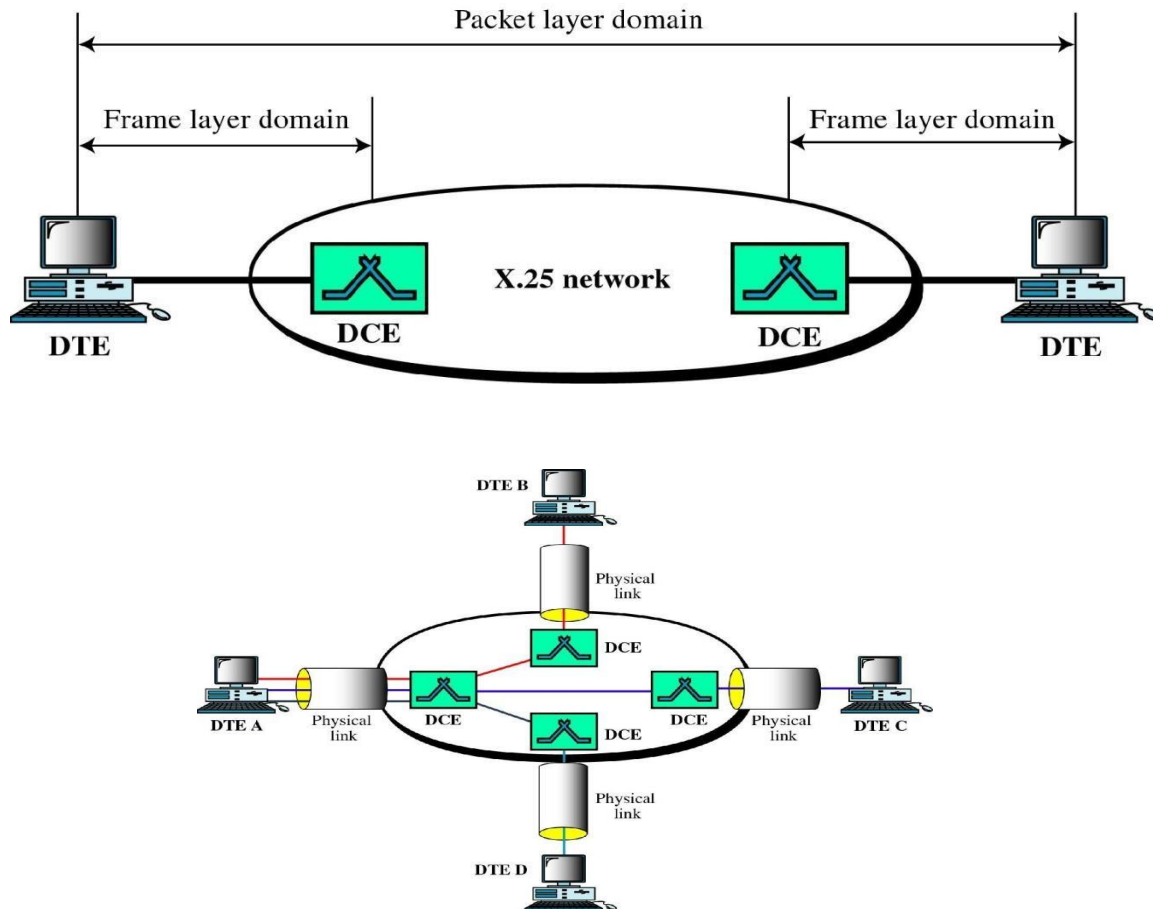 Packet layer domain
Frame layer domain
Frame layer domain
X.25 network
DTE
DCE
DCE
DTE
DTE B
Physical
link
DCE
DTE A
Physical
link
DCE
DCE
Physical
link
DTE C
DCE
Physical
link
DTE D